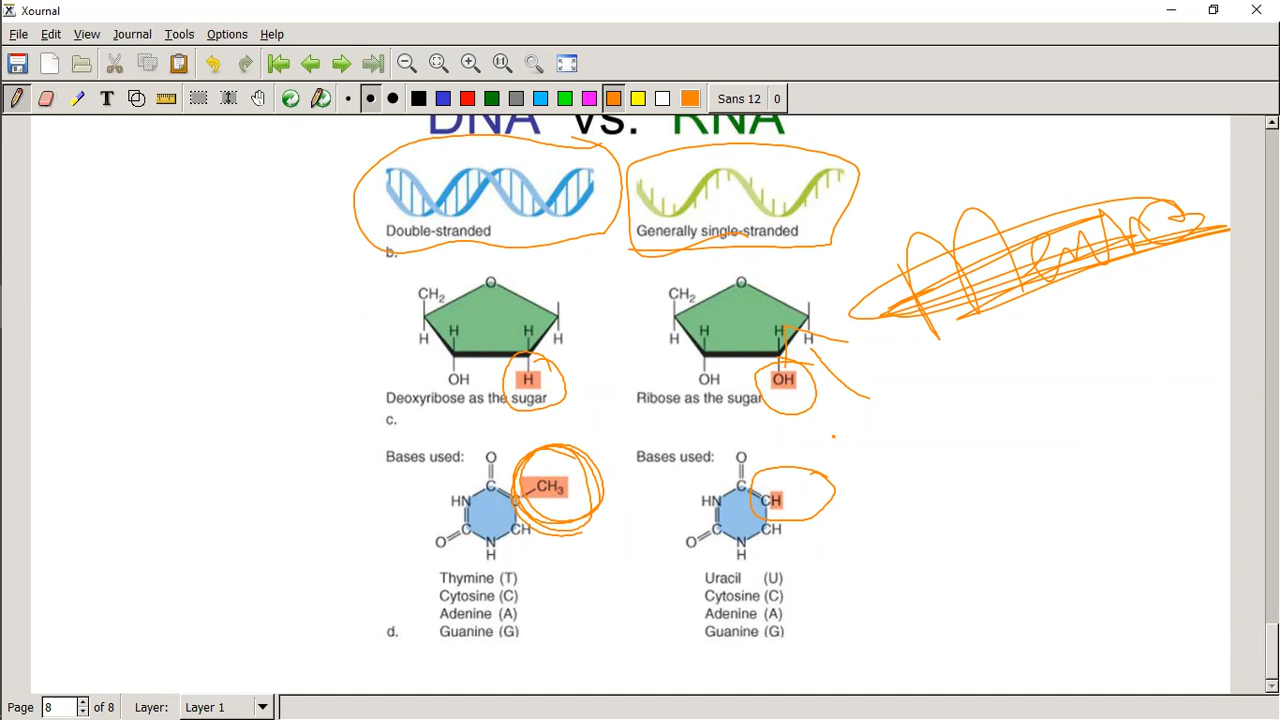 Xournal
File Edit View Journal Tools Options Help
Sans 12 0
DNA vs. RNA
Double-stranded Generally single-stranded
b.
O O
CH2 CH2
H H H H H H
H H
OH H OH OH
Deoxyribose as the sugar Ribose as the sugar
c.
Bases used: Bases used:
O O
C CH3 C
HN C HN CH
C CH C CH
O N O N
H H
Thymine (T) Uracil (U)
Cytosine (C) Cytosine (C)
Adenine (A) Adenine (A)
d. Guanine (G) Guanine (G)
Page 8 of 8 Layer: Layer 1